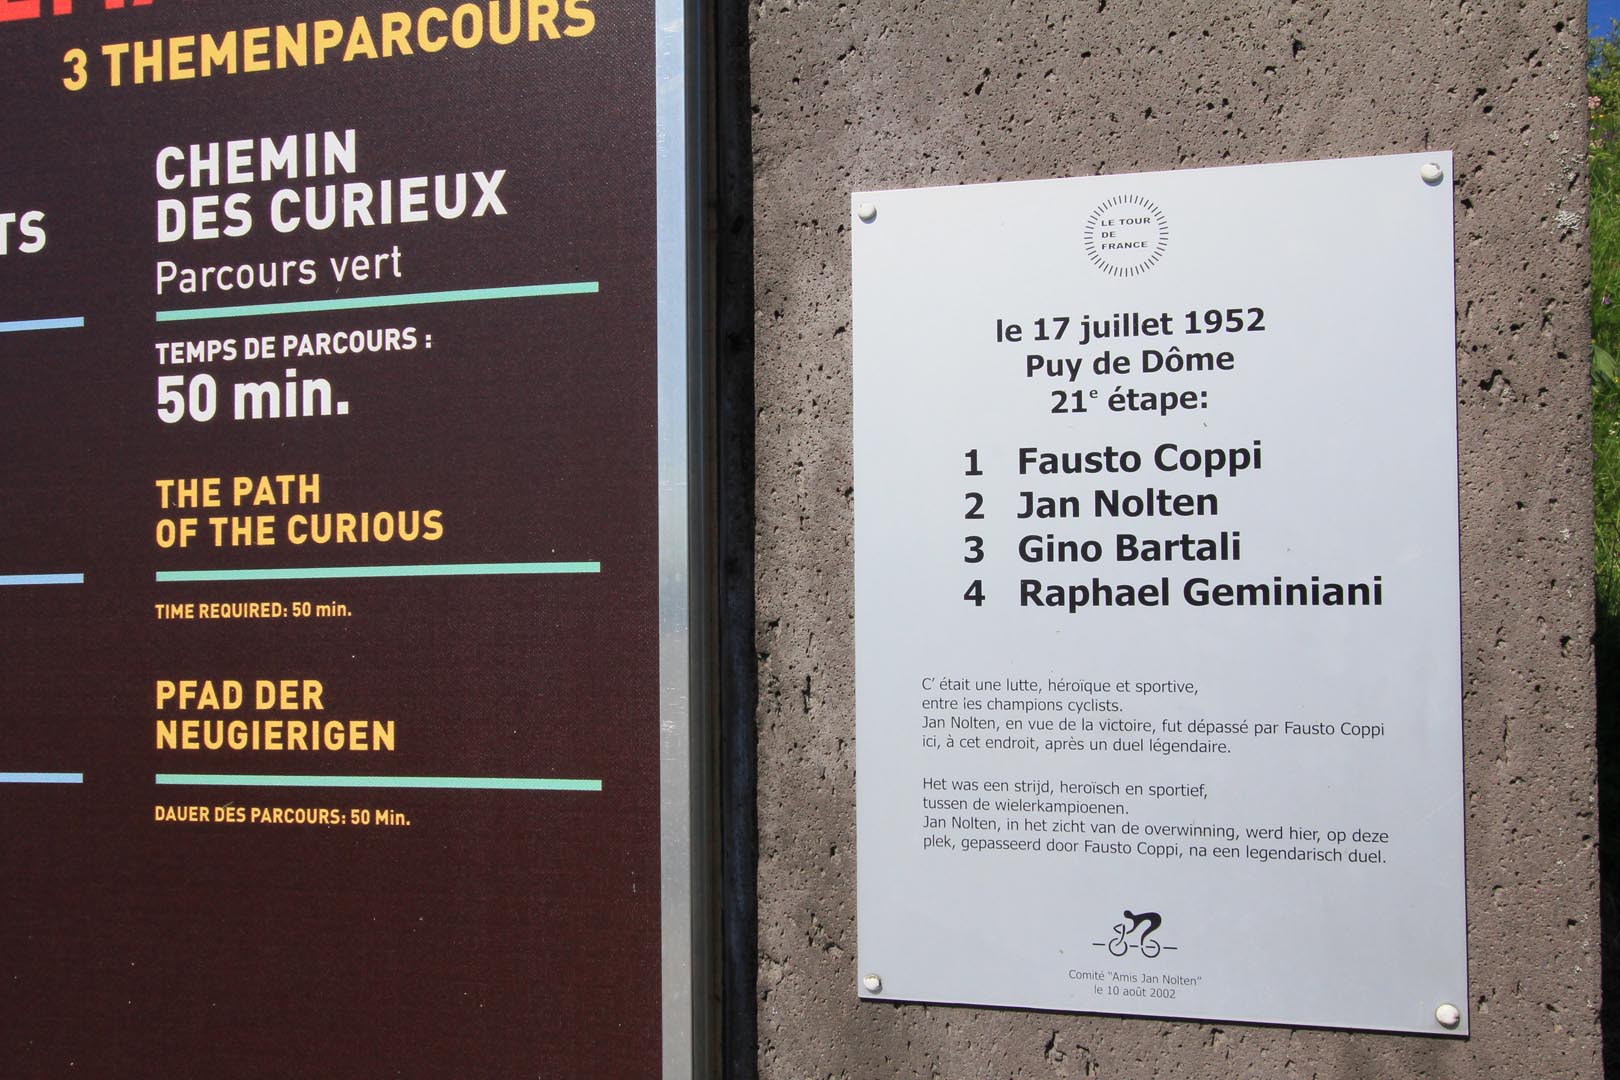 3 THEMENPARCOURS
TS
CHEMIN
DES CURIEUX
Parcours vert
TEMPS DE PARCOURS :
50 min.
THE PATH
OF THE CURIOUS
TIME REQUIRED: 50 min.
PFAD DER
NEUGIERIGEN
DAUER DES PARCOURS: 50 Min.
LE TOUR
DE
FRANCE
le 17 juillet 1952
Puy de Dôme
21e étape:
1 Fausto Coppi
2 Jan Nolten
3 Gino Bartali
4 Raphael Geminiani
C' était une lutte, héroïque et sportive,
entre les champions cyclists.
Jan Nolten, en vue de la victoire, fut dépassé par Fausto Coppi
ici, à cet endroit, après un duel légendaire.
Het was een strijd, heroïsch en sportief,
tussen de wielerkampioenen.
Jan Nolten, in het zicht van de overwinning, werd hier, op deze
plek, gepasseerd door Fausto Coppi, na een legendarisch duel.
Comité "Amis Jan Nolten"
le 10 août 2002